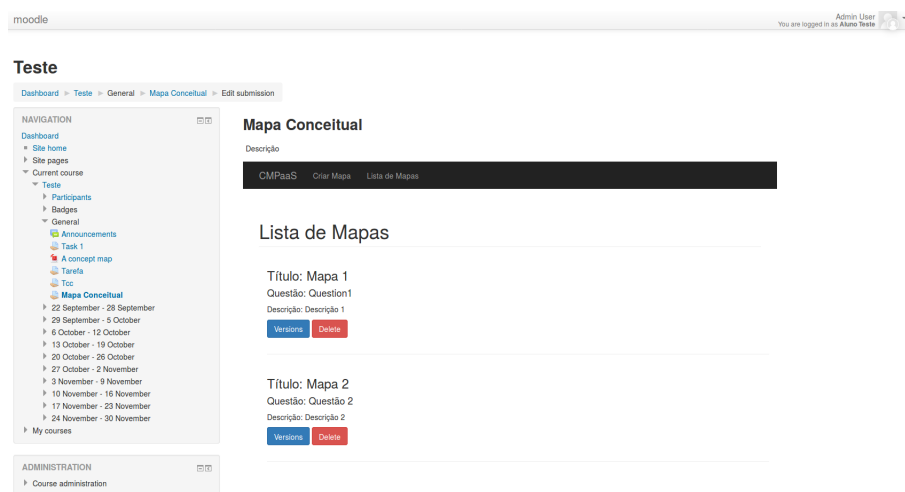 moodle
Admin User
You are logged in as Aluno Teste
Teste
Dashboard Teste General Mapa Conceitual Edit submission
NAVIGATION
Dashboard
Site home
Site pages
Current course
Teste
Participants
Badges
General
Announcements
Task 1
A concept map
Tarefa
Tcc
Mapa Conceitual
22 September - 28 September
29 September - 5 October
6 October - 12 October
13 October - 19 October
20 October - 26 October
27 October - 2 November
3 November - 9 November
10 November - 16 November
17 November - 23 November
24 November - 30 November
My courses
ADMINISTRATION
Course administration
Mapa Conceitual
Descrição
CMPaaS Criar Mapa Lista de Mapas
Lista de Mapas
Título: Mapa 1
Questão: Question1
Descrição: Descrição 1
Versions Delete
Título: Mapa 2
Questão: Questão 2
Descrição: Descrição 2
Versions Delete